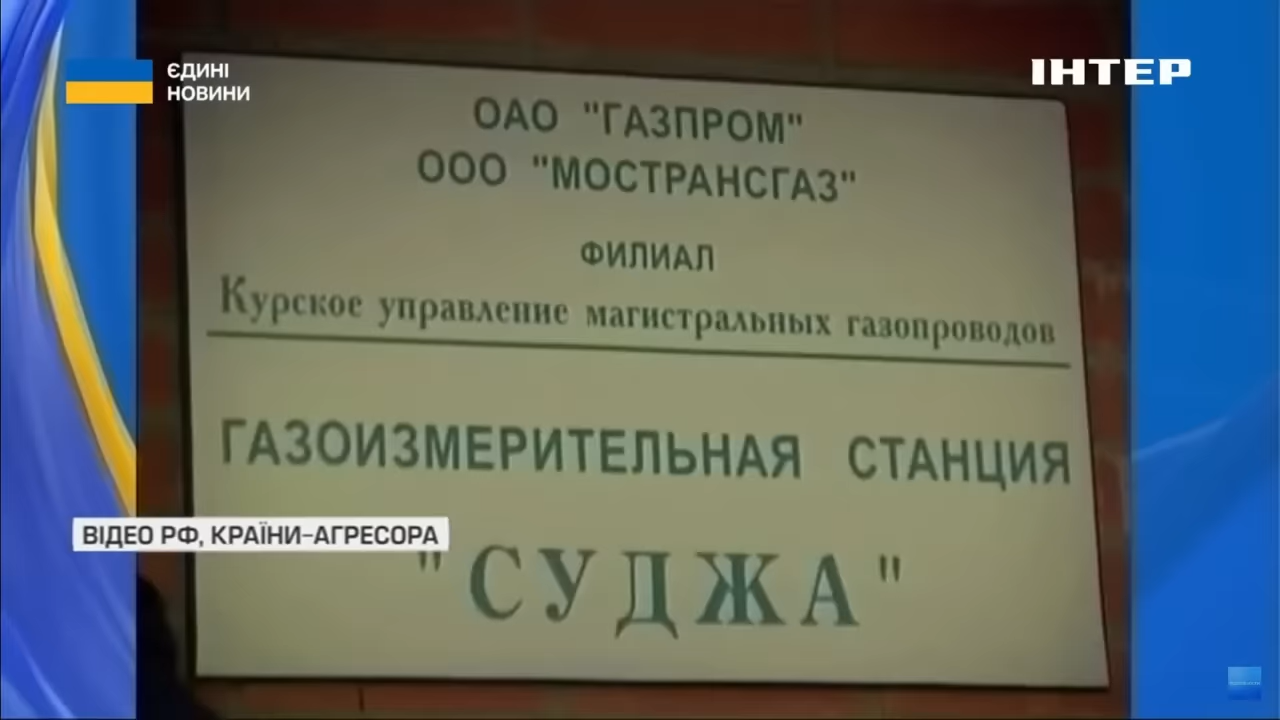 ЄДИНІ
НОВИНИ
ІНТЕР
ОАО "ГАЗПРОМ"
ООО "МОСТРАНСГАЗ"
ФИЛИАЛ
Курское управление магистральных газопроводов
ГАЗОИЗМЕРИТЕЛЬНАЯ СТАНЦИЯ
ВІДЕО РФ, КРАЇНИ-АГРЕСОРА
"СУДЖА"